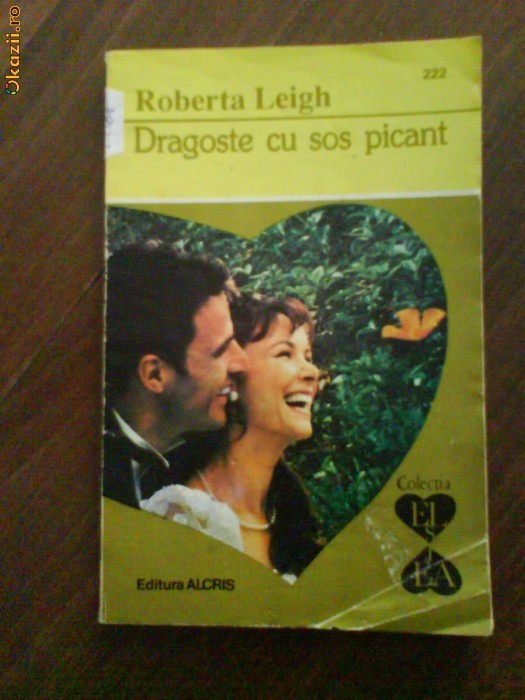 Okazii.ro
222
Roberta Leigh
Dragoste cu sos picant
Colecția
EL
ȘI
EA
Editura ALCRIS